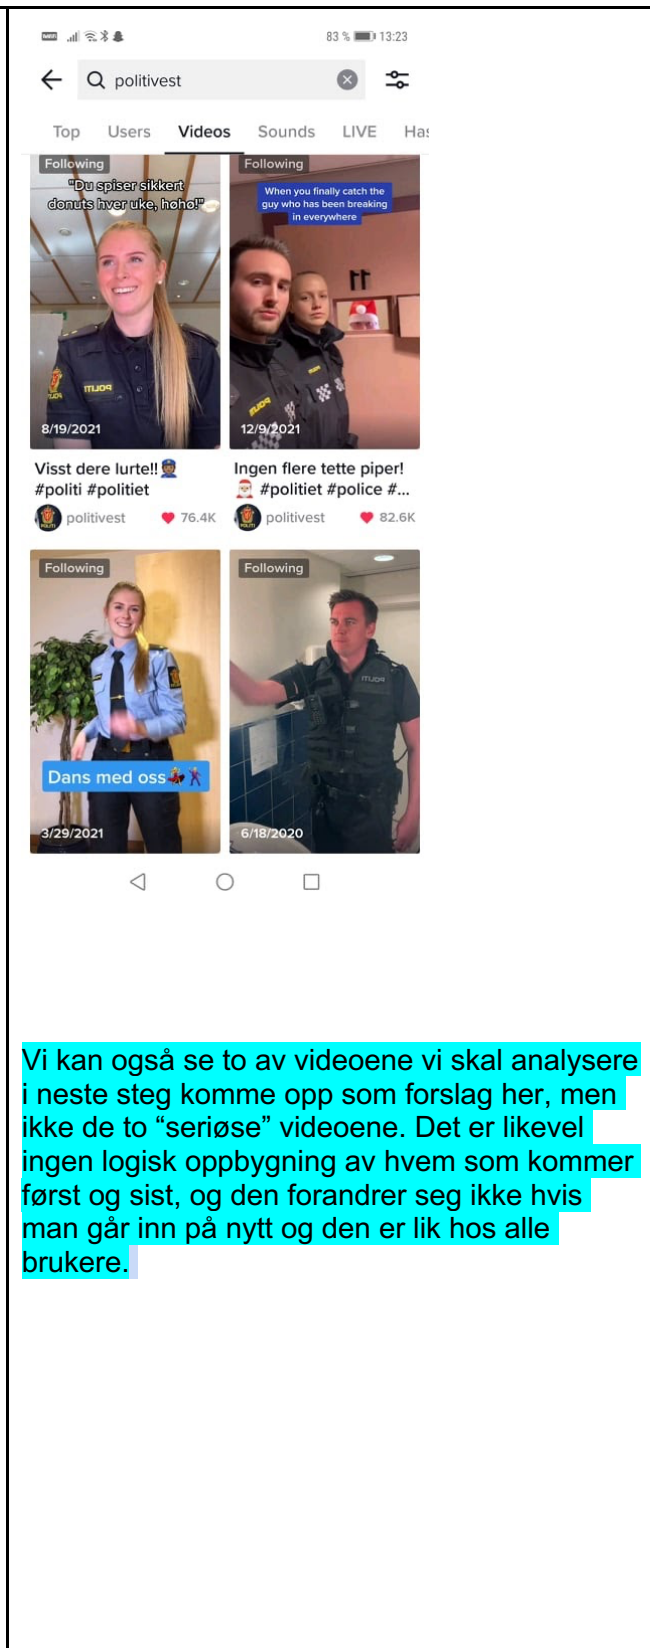 83 % 13:23
politivest
Top Users Videos Sounds LIVE Has
Following
"Du spiser sikkert
donuts hver uke, høhø!"
POLITI
8/19/2021
Visst dere lurte!!
#politi #politiet
politivest 76.4K
Following
When you finally catch the
guy who has been breaking
in everywhere
11
POLITI
12/9/2021
Ingen flere tette piper!
#politiet #police #...
politivest 82.6K
Following
Dans med oss
3/29/2021
Following
POLITI
6/18/2020
Vi kan også se to av videoene vi skal analysere
i neste steg komme opp som forslag her, men
ikke de to “seriøse” videoene. Det er likevel
ingen logisk oppbygning av hvem som kommer
først og sist, og den forandrer seg ikke hvis
man går inn på nytt og den er lik hos alle
brukere.